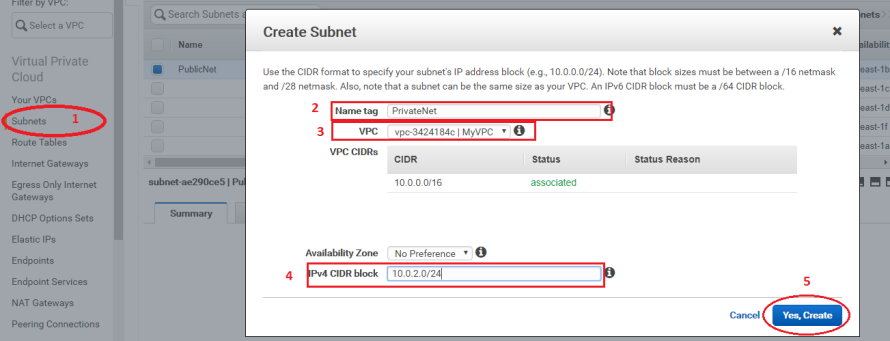 Filter by VPC:
Select a VPC
Virtual Private
Cloud
Your VPCs
1
Subnets
Route Tables
Internet Gateways
Egress Only Internet
Gateways
DHCP Options Sets
Elastic IPs
Endpoints
Endpoint Services
NAT Gateways
Peering Connections
Search Subnets a
Name
PublicNet
subnet-ae290ce5 | Pu
Summary
Create Subnet
×
Use the CIDR format to specify your subnet's IP address block (e.g., 10.0.0.0/24). Note that block sizes must be between a /16 netmask
and /28 netmask. Also, note that a subnet can be the same size as your VPC. An IPv6 CIDR block must be a /64 CIDR block.
2 Name tag PrivateNet
3 VPC vpc-3424184c | MyVPC
VPC CIDRs
CIDR Status Status Reason
10.0.0.0/16 associated
Availability Zone No Preference
4 IPv4 CIDR block 10.0.2.0/24
5
Cancel Yes, Create
bnets
ailabilit
east-1b
east-1c
east-1d
east-1f
east-1a